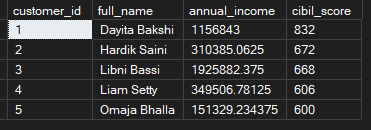 customer_id full_name annual_income cibil_score
1 Dayita Bakshi 1156843 832
2 Hardik Saini 310385.0625 672
3 Libni Bassi 1925882.375 668
4 Liam Setty 349506.78125 606
5 Omaja Bhalla 151329.234375 600